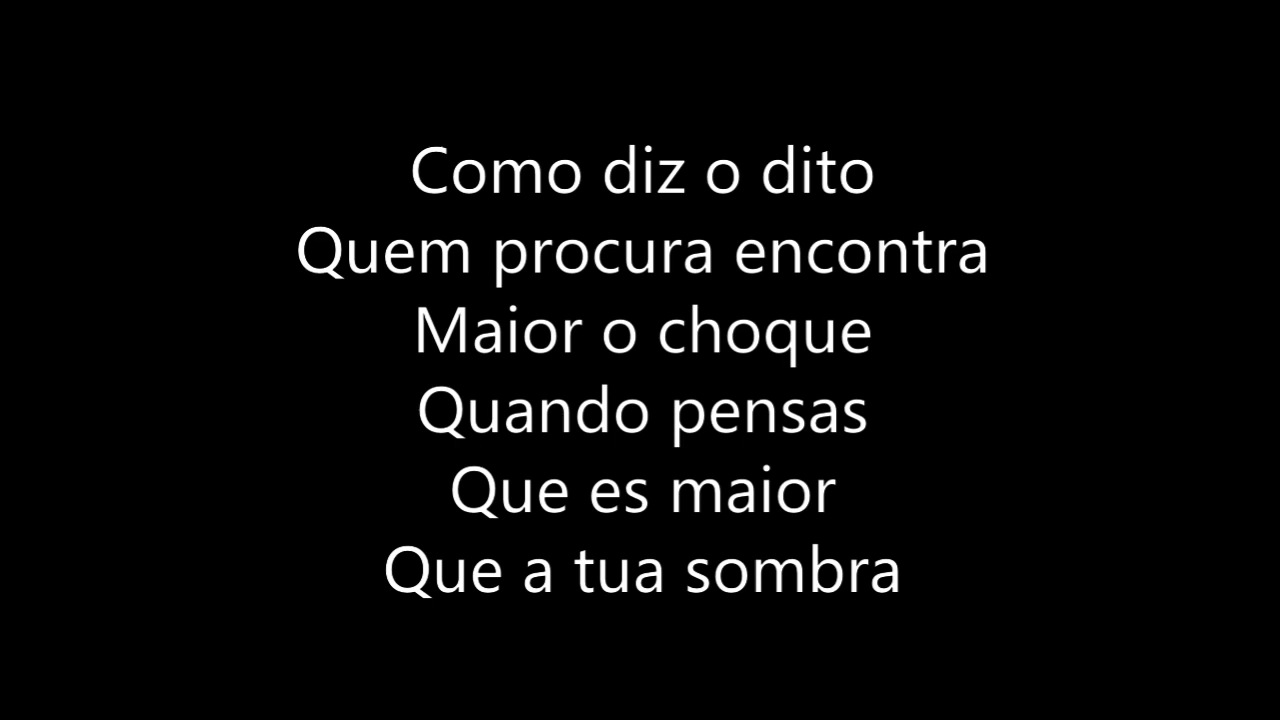 Como diz o dito
Quem procura encontra
Maior o choque
Quando pensas
Que es maior
Que a tua sombra